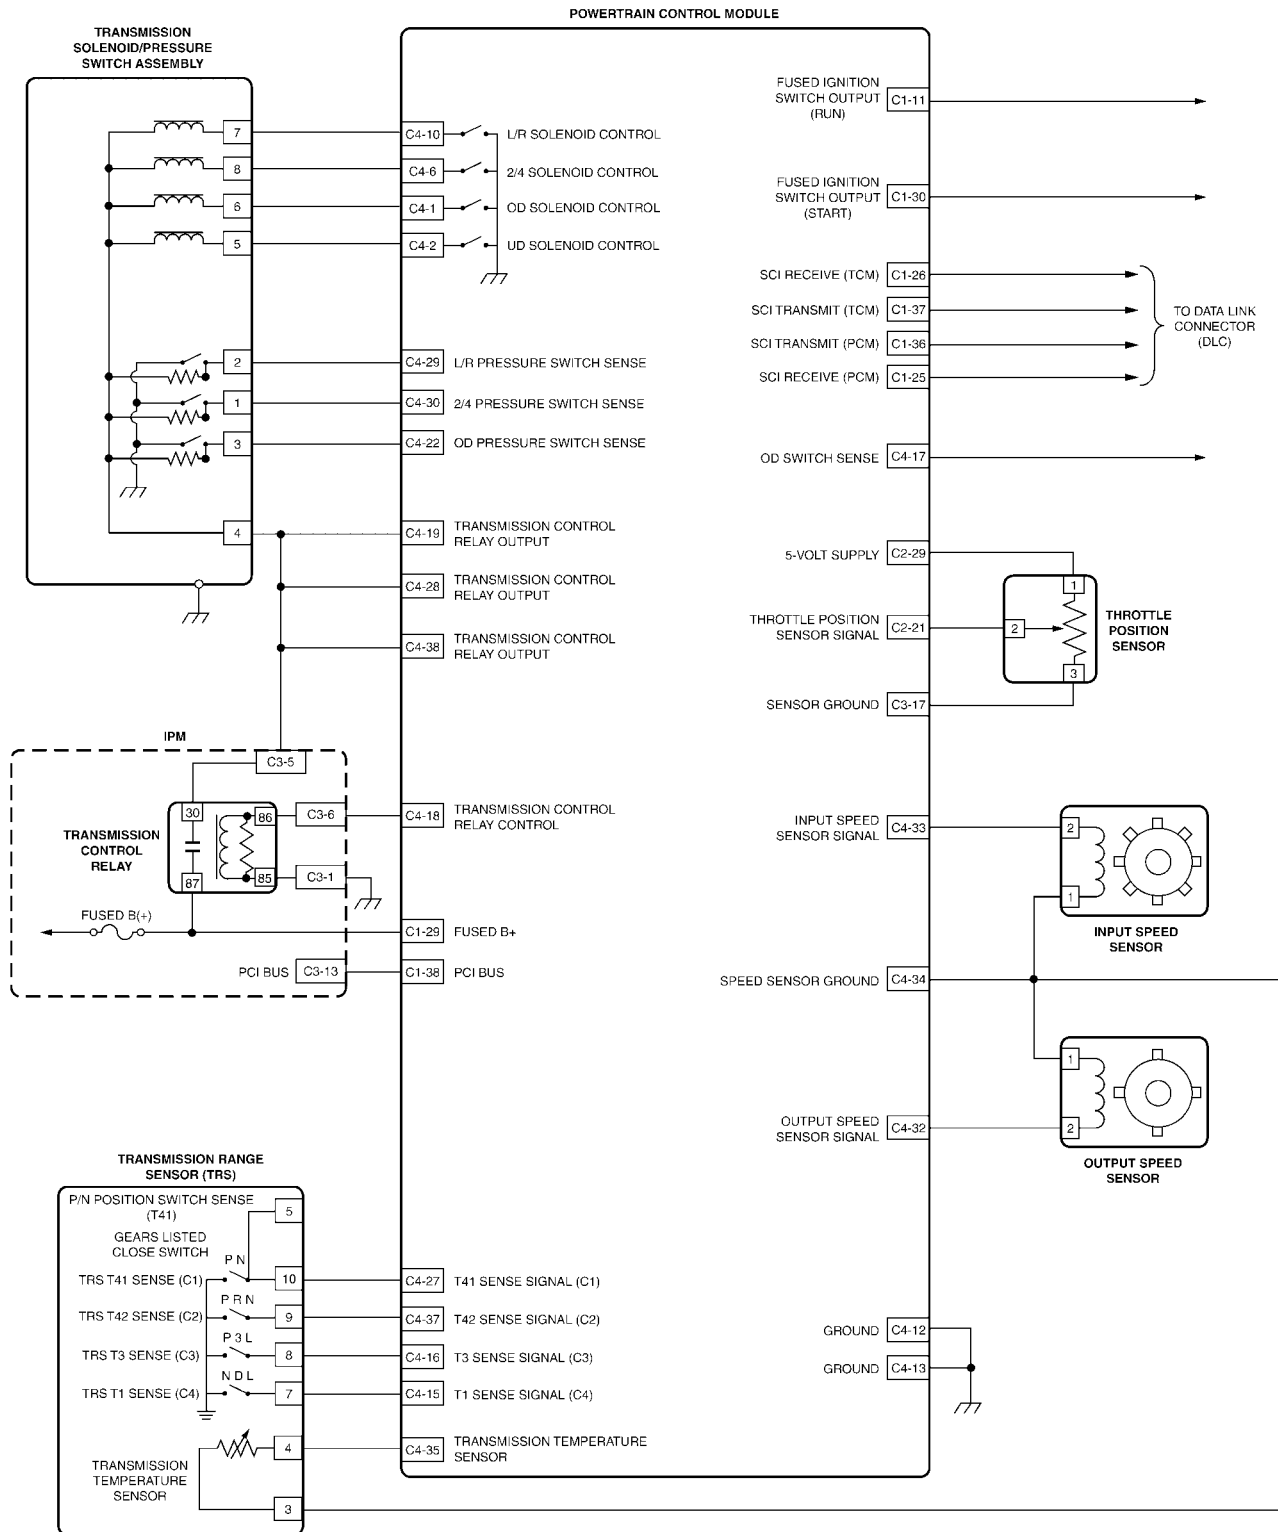 POWERTRAIN CONTROL MODULE
TRANSMISSION
SOLENOID/PRESSURE
SWITCH ASSEMBLY
7
C4-10
L/R SOLENOID CONTROL
8
C4-6
2/4 SOLENOID CONTROL
6
C4-1
OD SOLENOID CONTROL
5
C4-2
UD SOLENOID CONTROL
2
C4-29
L/R PRESSURE SWITCH SENSE
1
C4-30
2/4 PRESSURE SWITCH SENSE
3
C4-22
OD PRESSURE SWITCH SENSE
4
C4-19
TRANSMISSION CONTROL
RELAY OUTPUT
C4-28
TRANSMISSION CONTROL
RELAY OUTPUT
C4-38
TRANSMISSION CONTROL
RELAY OUTPUT
IPM
C3-5
TRANSMISSION
CONTROL
RELAY
30
86
87
85
C3-6
C4-18
TRANSMISSION CONTROL
RELAY CONTROL
C3-1
FUSED B(+)
C1-29
FUSED B+
PCI BUS
C3-13
C1-38
PCI BUS
TRANSMISSION RANGE
SENSOR (TRS)
P/N POSITION SWITCH SENSE
(T41)
5
GEARS LISTED
CLOSE SWITCH
P N
TRS T41 SENSE (C1)
10
C4-27
T41 SENSE SIGNAL (C1)
P R N
TRS T42 SENSE (C2)
9
C4-37
T42 SENSE SIGNAL (C2)
P 3 L
TRS T3 SENSE (C3)
8
C4-16
T3 SENSE SIGNAL (C3)
N D L
TRS T1 SENSE (C4)
7
C4-15
T1 SENSE SIGNAL (C4)
TRANSMISSION
TEMPERATURE
SENSOR
4
C4-35
TRANSMISSION TEMPERATURE
SENSOR
3
FUSED IGNITION
SWITCH OUTPUT
(RUN)
C1-11
FUSED IGNITION
SWITCH OUTPUT
(START)
C1-30
SCI RECEIVE (TCM)
C1-26
SCI TRANSMIT (TCM)
C1-37
SCI TRANSMIT (PCM)
C1-36
SCI RECEIVE (PCM)
C1-25
TO DATA LINK
CONNECTOR
(DLC)
OD SWITCH SENSE
C4-17
5-VOLT SUPPLY
C2-29
1
THROTTLE POSITION
SENSOR SIGNAL
C2-21
2
THROTTLE
POSITION
SENSOR
3
SENSOR GROUND
C3-17
INPUT SPEED
SENSOR SIGNAL
C4-33
2
1
INPUT SPEED
SENSOR
SPEED SENSOR GROUND
C4-34
1
OUTPUT SPEED
SENSOR SIGNAL
C4-32
2
OUTPUT SPEED
SENSOR
GROUND
C4-12
GROUND
C4-13